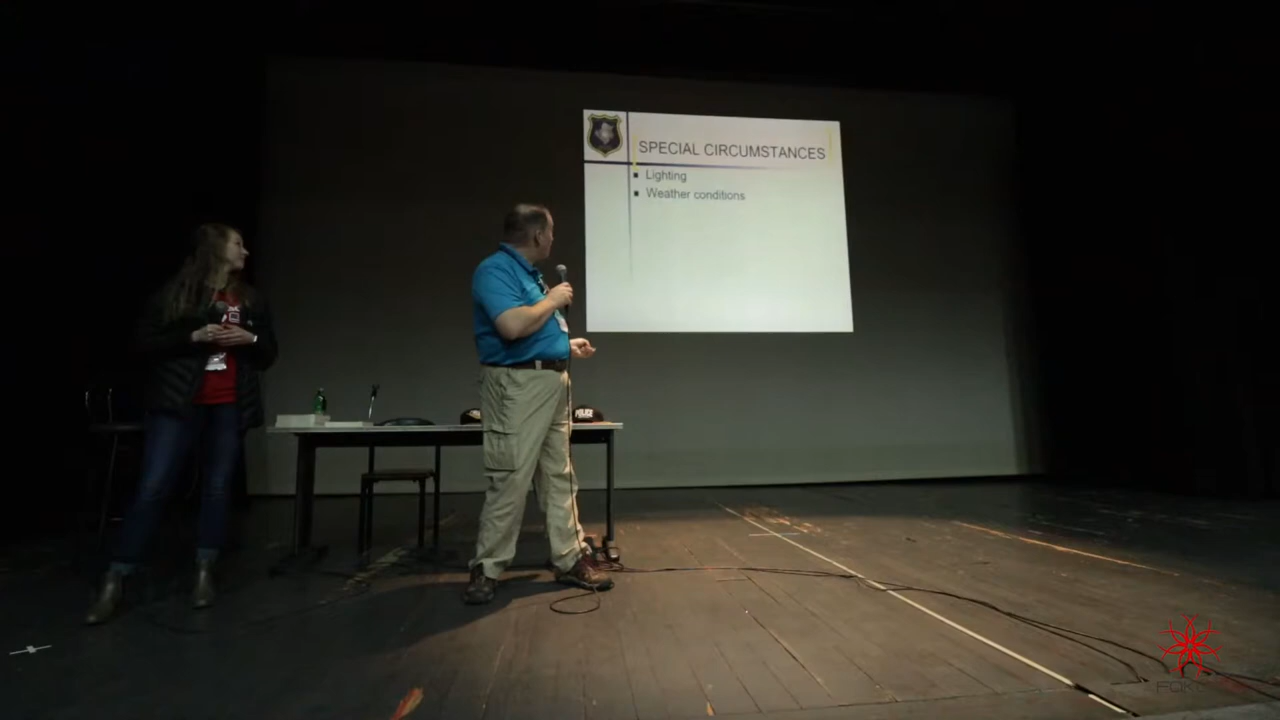 SPECIAL CIRCUMSTANCES
▪ Lighting
▪ Weather conditions
POLICE